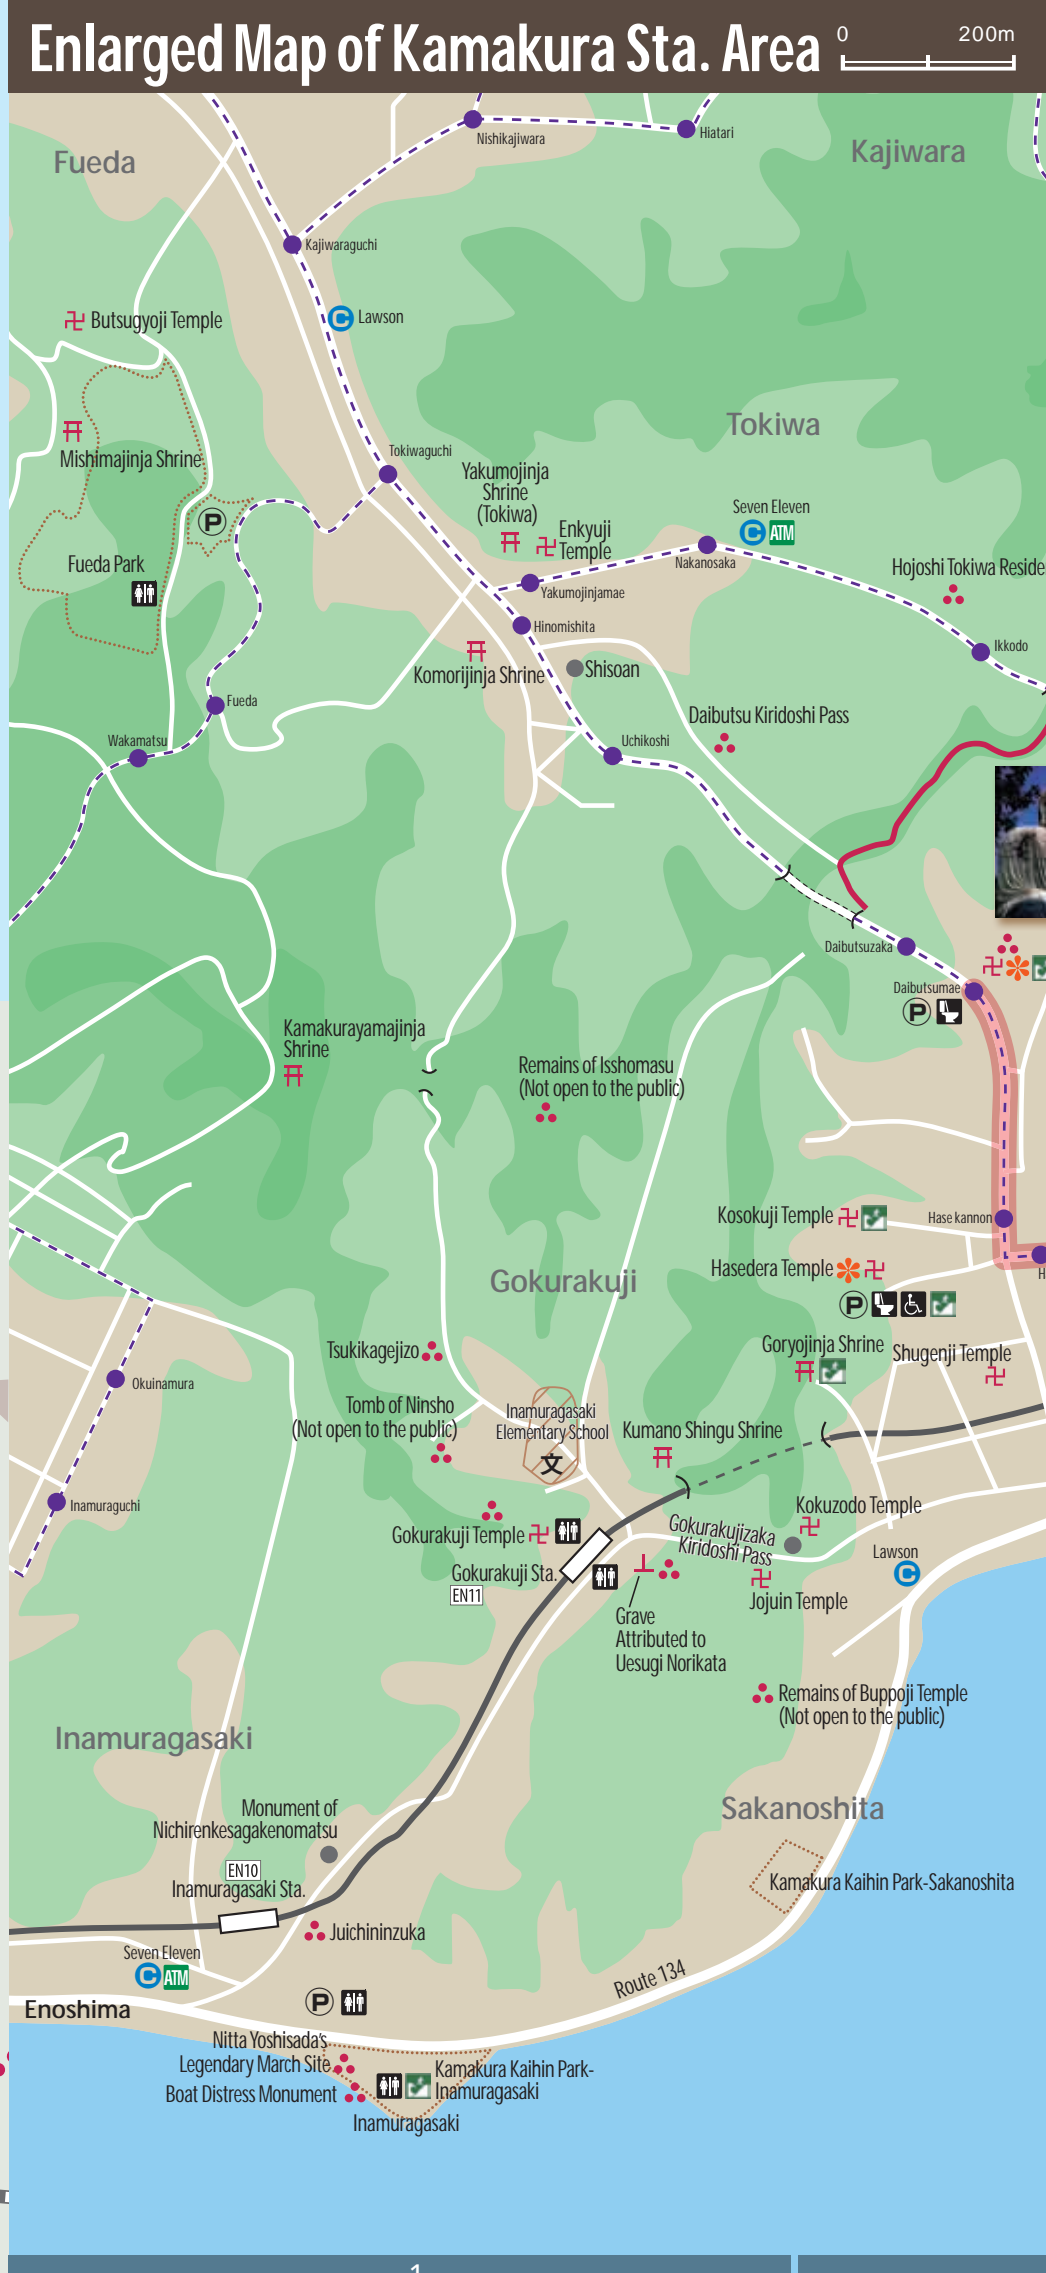 Enlarged Map of Kamakura Sta. Area
0
200m
Fueda
Nishikajiwara
Hiatari
Kajiwara
Kajiwaraguchi
Lawson
Butsugyoji Temple
Mishimajinja Shrine
Tokiwa
Tokiwaguchi
Yakumojinja
Shrine
(Tokiwa)
Enkyuji
Temple
Seven Eleven
ATM
P
Fueda Park
Nakanosaka
Yakumojinjamae
Hojoshi Tokiwa Reside
Hinomishita
Ikkodo
Komorijinja Shrine
Shisoan
Fueda
Wakamatsu
Uchikoshi
Daibutsu Kiridoshi Pass
Daibutsuzaka
Daibutsumae
P
Kamakurayamajinja
Shrine
Remains of Isshomasu
(Not open to the public)
Kosokuji Temple
Hase kannon
Hasedera Temple
H
P
Gokurakuji
Goryojinja Shrine
Shugenji Temple
Tsukikagejizo
Okuinamura
Tomb of Ninsho
(Not open to the public)
Inamuragasaki
Elementary School
文
Kumano Shingu Shrine
Inamuraguchi
Kokuzodo Temple
Gokurakuji Temple
Gokurakujizaka
Kiridoshi Pass
Lawson
Gokurakuji Sta.
EN11
Jojuin Temple
Grave
Attributed to
Uesugi Norikata
Remains of Buppoji Temple
(Not open to the public)
Inamuragasaki
Sakanoshita
Monument of
Nichirenkesagakenomatsu
EN10
Inamuragasaki Sta.
Kamakura Kaihin Park-Sakanoshita
Juichininzuka
Seven Eleven
ATM
Route 134
Enoshima
P
Nitta Yoshisada's
Legendary March Site
Boat Distress Monument
Kamakura Kaihin Park-
Inamuragasaki
Inamuragasaki
1